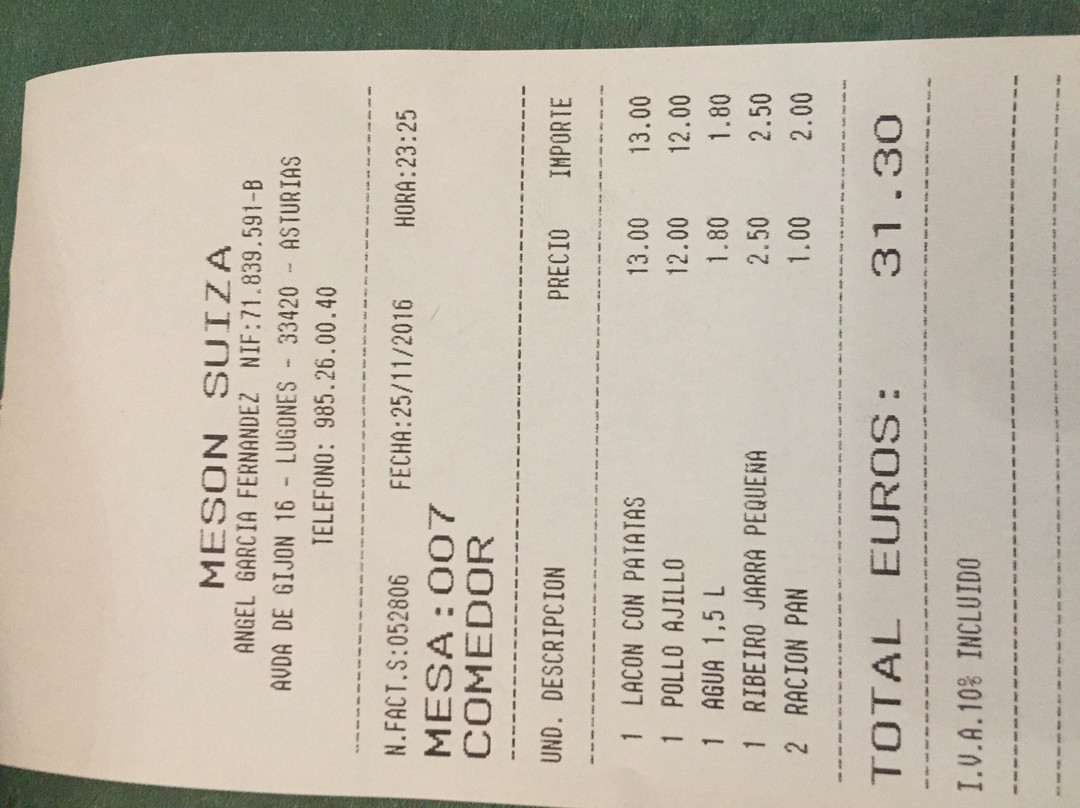 MESON SUIZA
ANGEL GARCIA FERNANDEZ NIF:71.839.591-B
AVDA DE GIJON 16 - LUGONES - 33420 - ASTURIAS
TELEFONO: 985.26.00.40
N.FACT.S:052806 FECHA:25/11/2016 HORA:23:25
MESA:007
COMEDOR
UND. DESCRIPCION PRECIO IMPORTE
1 LACON CON PATATAS 13.00 13.00
1 POLLO AJILLO 12.00 12.00
1 AGUA 1,5 L 1.80 1.80
1 RIBEIRO JARRA PEQUEÑA 2.50 2.50
2 RACION PAN 1.00 2.00
TOTAL EUROS: 31.30
I.V.A.10% INCLUIDO